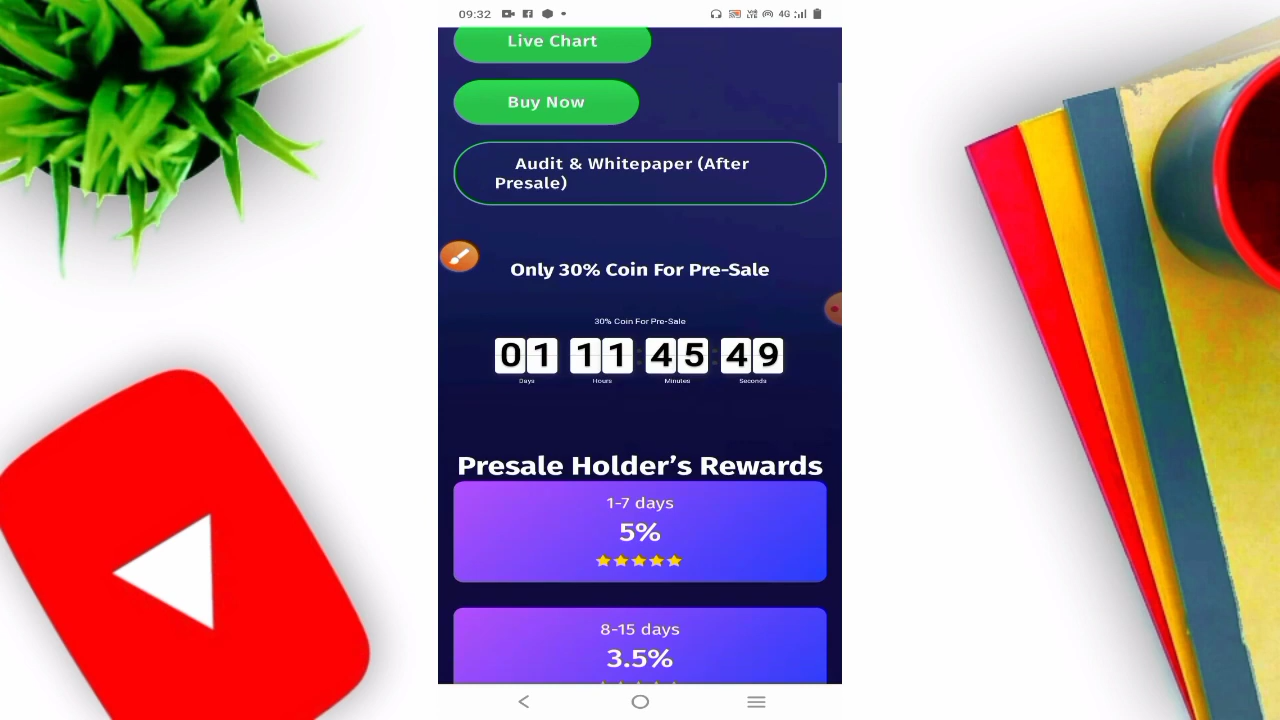 09:32
4G
Live Chart
Buy Now
Audit & Whitepaper (After
Presale)
Only 30% Coin For Pre-Sale
30% Coin For Pre-Sale
01 11 45 49
Days Hours Minutes Seconds
Presale Holder’s Rewards
1-7 days
5%
8-15 days
3.5%